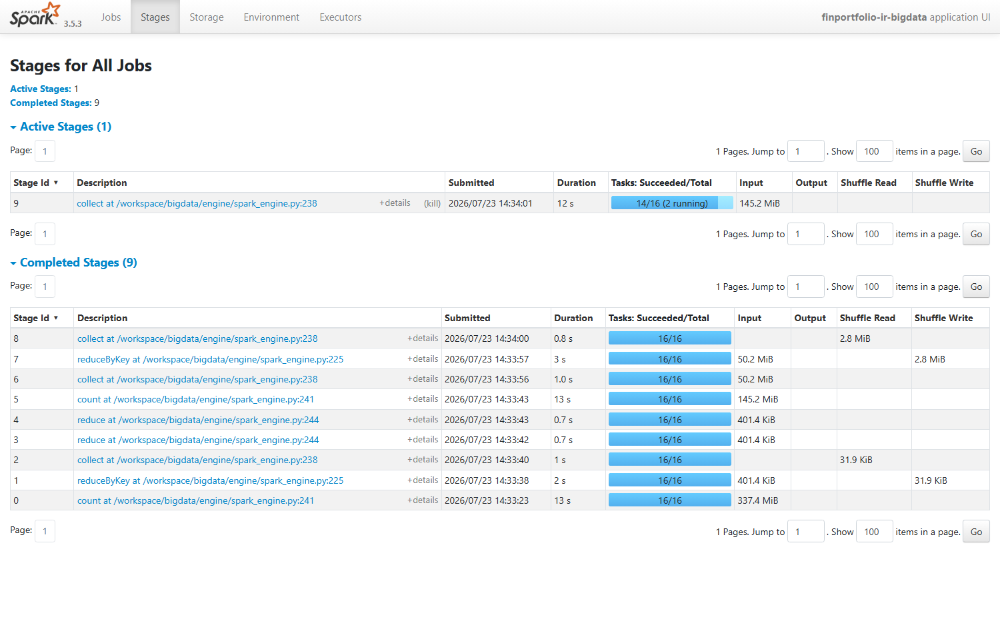 APACHE Spark 3.5.3 Jobs Stages Storage Environment Executors finportfolio-ir-bigdata application UI
Stages for All Jobs
Active Stages: 1
Completed Stages: 9
Active Stages (1)
Page: 1 1 Pages. Jump to 1 . Show 100 items in a page. Go
Stage Id ▾ Description Submitted Duration Tasks: Succeeded/Total Input Output Shuffle Read Shuffle Write
9 collect at /workspace/bigdata/engine/spark_engine.py:238 +details (kill) 2026/07/23 14:34:01 12 s 14/16 (2 running) 145.2 MiB
Page: 1 1 Pages. Jump to 1 . Show 100 items in a page. Go
Completed Stages (9)
Page: 1 1 Pages. Jump to 1 . Show 100 items in a page. Go
Stage Id ▾ Description Submitted Duration Tasks: Succeeded/Total Input Output Shuffle Read Shuffle Write
8 collect at /workspace/bigdata/engine/spark_engine.py:238 +details 2026/07/23 14:34:00 0.8 s 16/16 2.8 MiB
7 reduceByKey at /workspace/bigdata/engine/spark_engine.py:225 +details 2026/07/23 14:33:57 3 s 16/16 50.2 MiB 2.8 MiB
6 collect at /workspace/bigdata/engine/spark_engine.py:238 +details 2026/07/23 14:33:56 1.0 s 16/16 50.2 MiB
5 count at /workspace/bigdata/engine/spark_engine.py:241 +details 2026/07/23 14:33:43 13 s 16/16 145.2 MiB
4 reduce at /workspace/bigdata/engine/spark_engine.py:244 +details 2026/07/23 14:33:43 0.7 s 16/16 401.4 KiB
3 reduce at /workspace/bigdata/engine/spark_engine.py:244 +details 2026/07/23 14:33:42 0.7 s 16/16 401.4 KiB
2 collect at /workspace/bigdata/engine/spark_engine.py:238 +details 2026/07/23 14:33:40 1 s 16/16 31.9 KiB
1 reduceByKey at /workspace/bigdata/engine/spark_engine.py:225 +details 2026/07/23 14:33:38 2 s 16/16 401.4 KiB 31.9 KiB
0 count at /workspace/bigdata/engine/spark_engine.py:241 +details 2026/07/23 14:33:23 13 s 16/16 337.4 MiB
Page: 1 1 Pages. Jump to 1 . Show 100 items in a page. Go